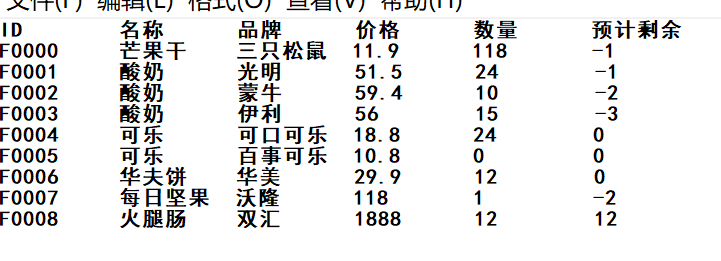 文件(F) 编辑(E) 格式(O) 查看(V) 帮助(H)
ID 名称 品牌 价格 数量 预计剩余
F0000 芒果干 三只松鼠 11.9 118 -1
F0001 酸奶 光明 51.5 24 -1
F0002 酸奶 蒙牛 59.4 10 -2
F0003 酸奶 伊利 56 15 -3
F0004 可乐 可口可乐 18.8 24 0
F0005 可乐 百事可乐 10.8 0 0
F0006 华夫饼 华美 29.9 12 0
F0007 每日坚果 沃隆 118 1 -2
F0008 火腿肠 双汇 1888 12 12